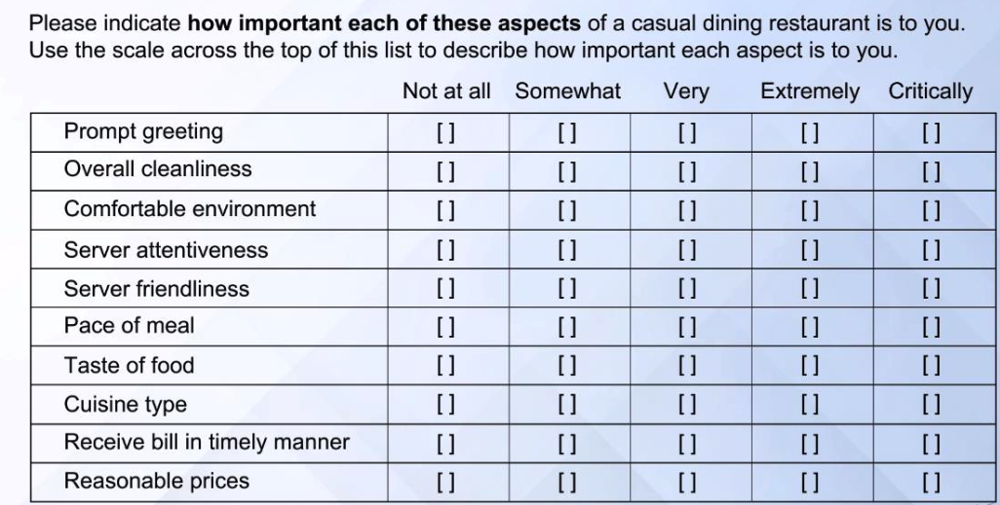 Please indicate how important each of these aspects of a casual dining restaurant is to you.
Use the scale across the top of this list to describe how important each aspect is to you.
Not at all Somewhat Very Extremely Critically
Prompt greeting [ ] [ ] [ ] [ ] [ ]
Overall cleanliness [ ] [ ] [ ] [ ] [ ]
Comfortable environment [ ] [ ] [ ] [ ] [ ]
Server attentiveness [ ] [ ] [ ] [ ] [ ]
Server friendliness [ ] [ ] [ ] [ ] [ ]
Pace of meal [ ] [ ] [ ] [ ] [ ]
Taste of food [ ] [ ] [ ] [ ] [ ]
Cuisine type [ ] [ ] [ ] [ ] [ ]
Receive bill in timely manner [ ] [ ] [ ] [ ] [ ]
Reasonable prices [ ] [ ] [ ] [ ] [ ]